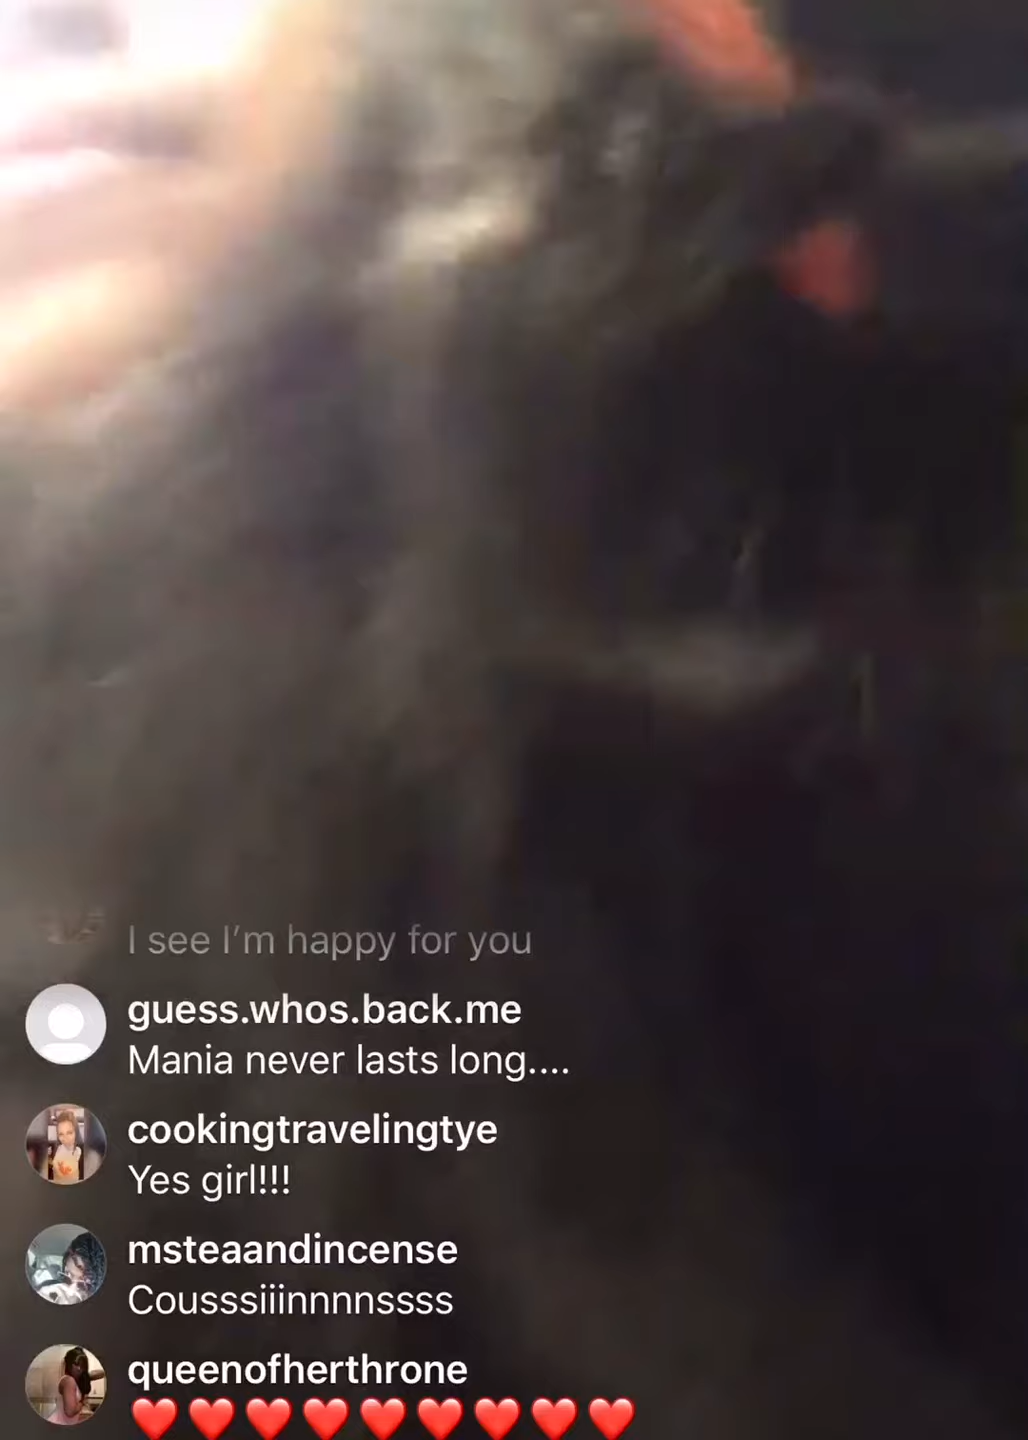 I see I’m happy for you
guess.whos.back.me
Mania never lasts long....
cookingtravelingtye
Yes girl!!!
msteaandincense
Cousssiiinnnnssss
queenofherthrone
❤️❤️❤️❤️❤️❤️❤️❤️❤️